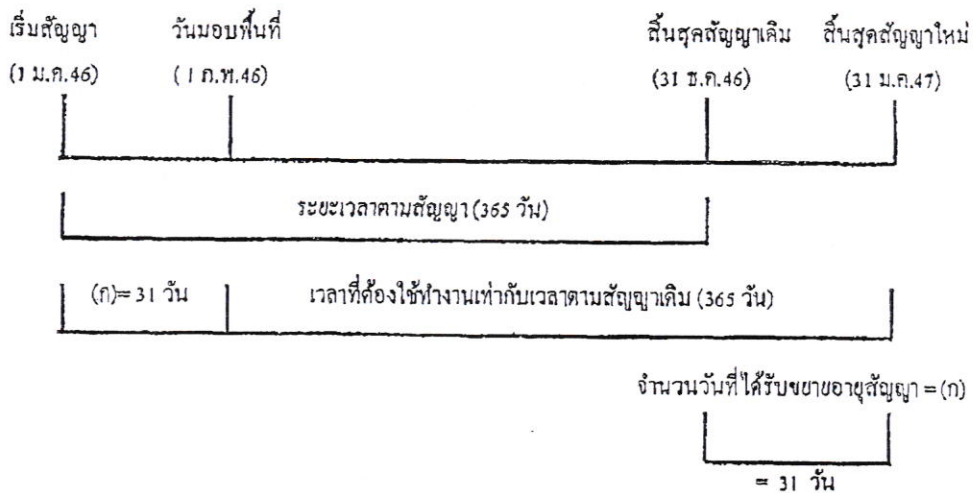 เริ่มสัญญา วันมอบพื้นที่ สิ้นสุดสัญญาเดิม สิ้นสุดสัญญาใหม่
(1 ม.ค.46) (1 ก.พ.46) (31 ธ.ค.46) (31 ม.ค.47)
ระยะเวลาตามสัญญา (365 วัน)
(ก)= 31 วัน เวลาที่ต้องใช้ทำงานเท่ากับเวลาตามสัญญาเดิม (365 วัน)
จำนวนวันที่ได้รับขยายอายุสัญญา = (ก)
= 31 วัน